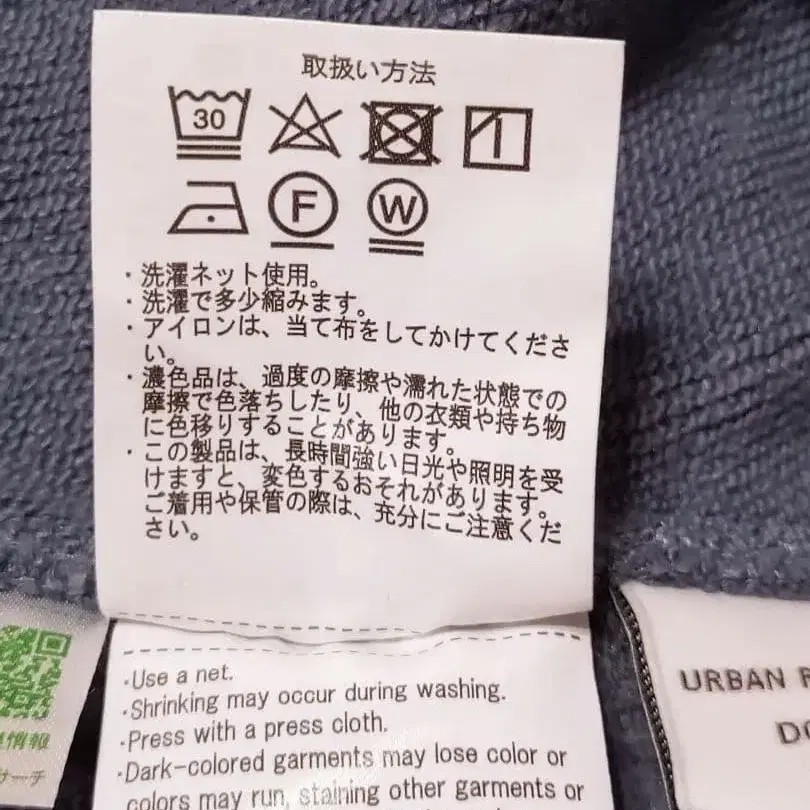 取扱い方法
30
F
W
・洗濯ネット使用。
・洗濯で多少縮みます。
・アイロンは、当て布をしてかけてくださ
い。
・濃色品は、過度の摩擦や濡れた状態での
摩擦で色落ちしたり、他の衣類や持ち物
に色移りすることがあります。
・この製品は、長時間強い日光や照明を受
けますと、変色するおそれがあります。
ご着用や保管の際は、充分にご注意くだ
さい。
・Use a net.
・Shrinking may occur during washing.
・Press with a press cloth.
・Dark-colored garments may lose color or
colors may run, staining other garments or
情報
サーチ
URBAN
DO